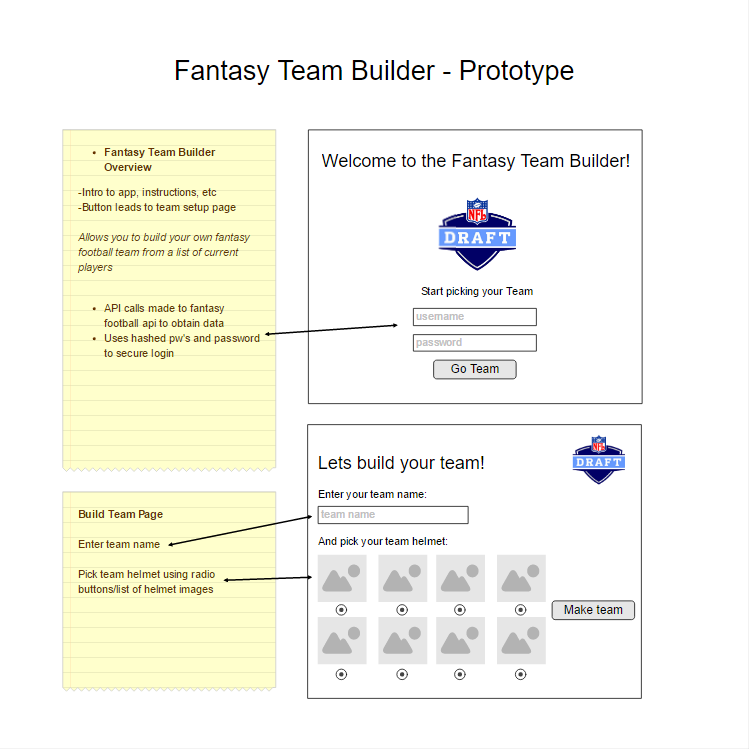 Fantasy Team Builder - Prototype
• Fantasy Team Builder
Overview
-Intro to app, instructions, etc
-Button leads to team setup page
Allows you to build your own fantasy
football team from a list of current
players
• API calls made to fantasy
football api to obtain data
• Uses hashed pw's and password
to secure login
Welcome to the Fantasy Team Builder!
NFL
DRAFT
Start picking your Team
username
password
Go Team
Build Team Page
Enter team name
Pick team helmet using radio
buttons/list of helmet images
NFL
DRAFT
Lets build your team!
Enter your team name:
team name
And pick your team helmet:
Make team